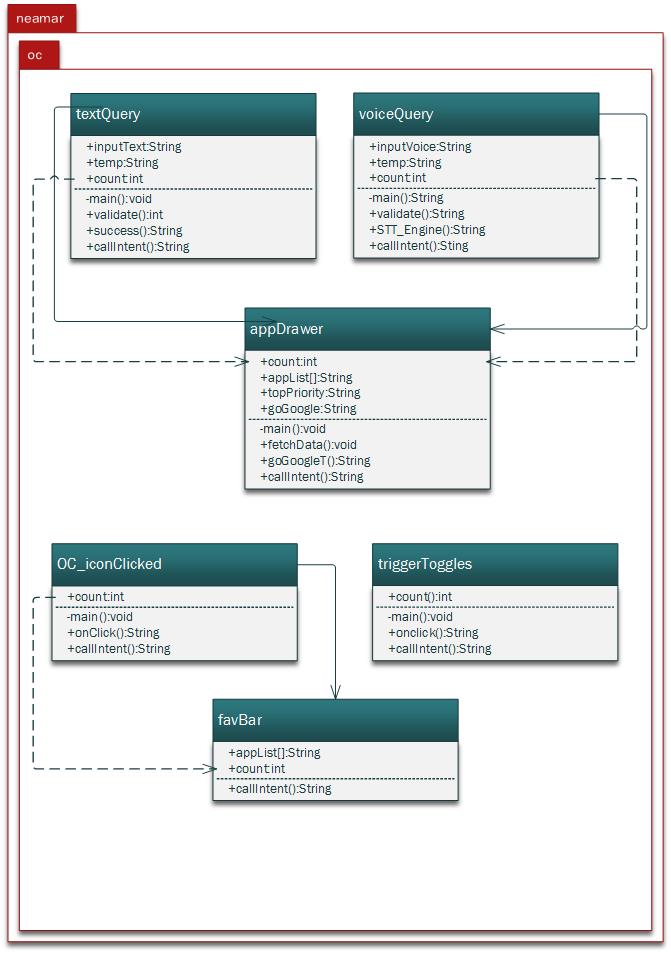 neamar
oc
textQuery
+inputText:String
+temp:String
+count:int
-main():void
+validate():int
+success():String
+callIntent():String
voiceQuery
+inputVoice:String
+temp:String
+count:int
-main():String
+validate():String
+STT_Engine():String
+callIntent():Sting
appDrawer
+count:int
+appList[]:String
+topPriority:String
+goGoogle:String
-main():void
+fetchData():void
+goGoogleT():String
+callIntent():String
OC_iconClicked
+count:int
-main():void
+onClick():String
+callIntent():String
triggerToggles
+count():int
-main():void
+onclick():String
+callIntent():String
favBar
+appList[]:String
+count:int
+callIntent():String